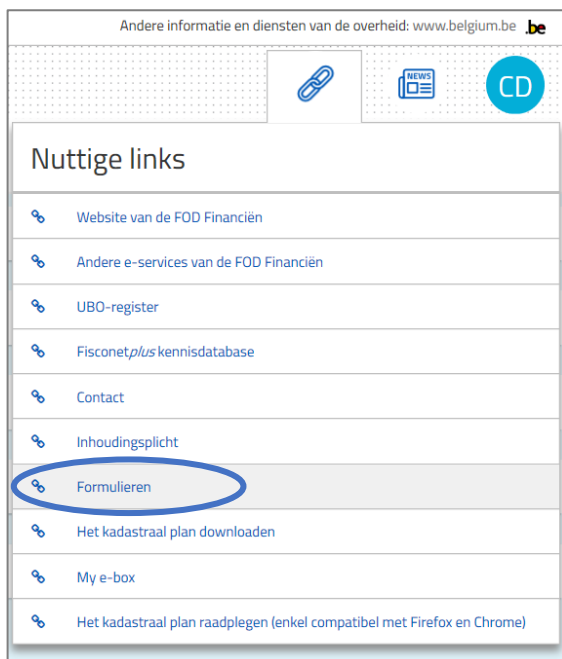 Andere informatie en diensten van de overheid: www.belgium.be .be
NEWS
CD
Nuttige links
Website van de FOD Financiën
Andere e-services van de FOD Financiën
UBO-register
Fisconetplus kennisdatabase
Contact
Inhoudingsplicht
Formulieren
Het kadastraal plan downloaden
My e-box
Het kadastraal plan raadplegen (enkel compatibel met Firefox en Chrome)